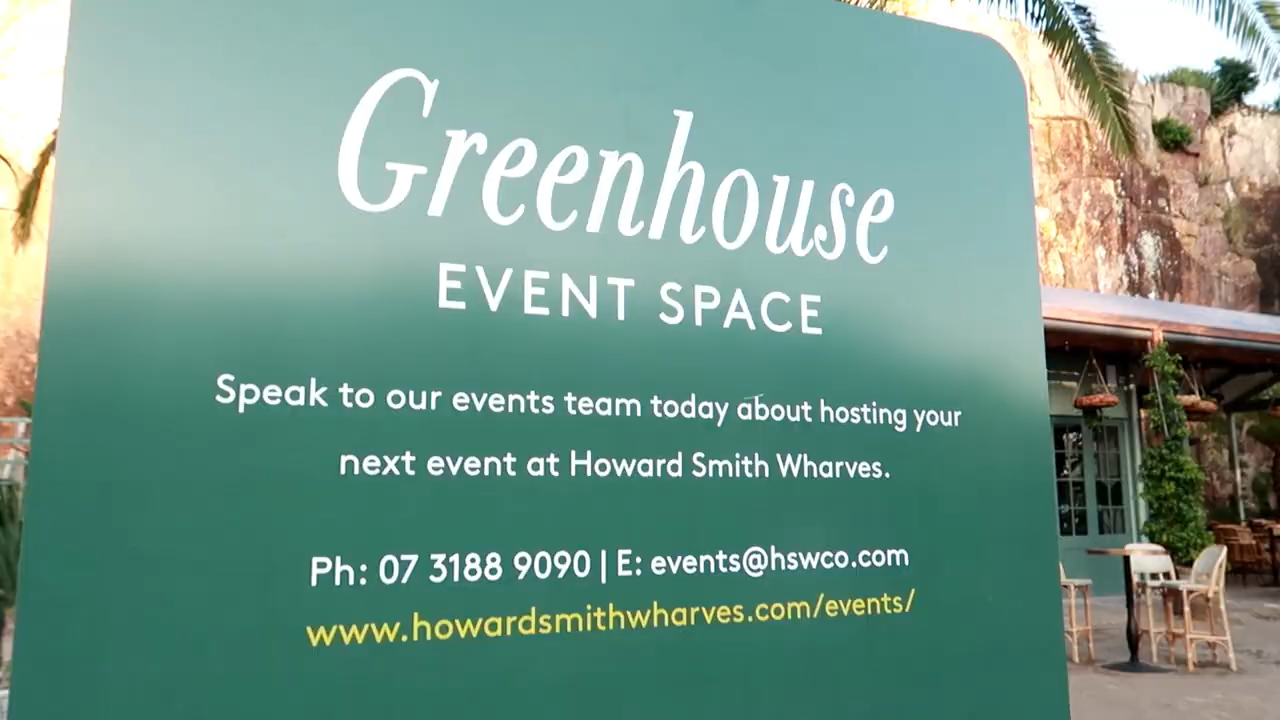 Greenhouse
EVENT SPACE
Speak to our events team today about hosting your
next event at Howard Smith Wharves.
Ph: 07 3188 9090 | E: events@hswco.com
www.howardsmithwharves.com/events/